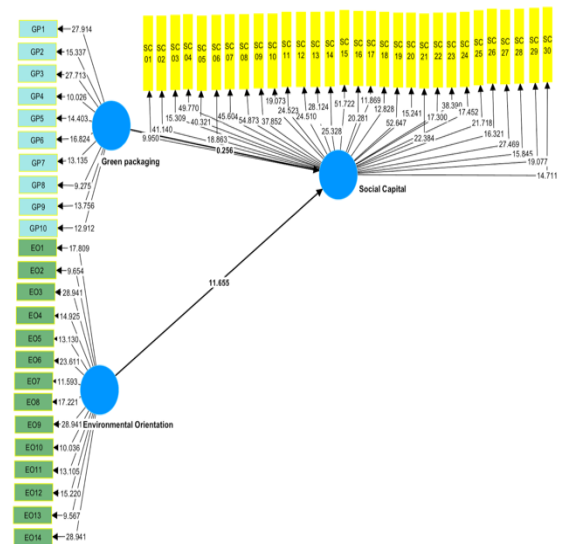 SC 01 SC 02 SC 03 SC 04 SC 05 SC 06 SC 07 SC 08 SC 09 SC 10 SC 11 SC 12 SC 13 SC 14 SC 15 SC 16 SC 17 SC 18 SC 19 SC 20 SC 21 SC 22 SC 23 SC 24 SC 25 SC 26 SC 27 SC 28 SC 29 SC 30
GP1 27.914
GP2 15.337
GP3 27.713
GP4 10.026
GP5 14.403
GP6 16.824
GP7 13.135
GP8 9.275
GP9 13.756
GP10 12.912
Green packaging
9.950
41.140
15.309
49.770
40.321
18.863
45.604
54.873
37.852
19.073
24.523
24.510
28.124
25.328
51.722
20.281
11.869
12.828
52.647
15.241
22.384
17.300
38.390
17.452
21.718
16.321
27.469
15.845
19.077
14.711
0.256
Social Capital
11.655
EO1 17.809
EO2 9.654
EO3 28.941
EO4 14.925
EO5 13.130
EO6 23.611
EO7 11.593
EO8 17.221
EO9 28.941
EO10 10.036
EO11 13.105
EO12 15.220
EO13 9.567
EO14 28.941
Environmental Orientation